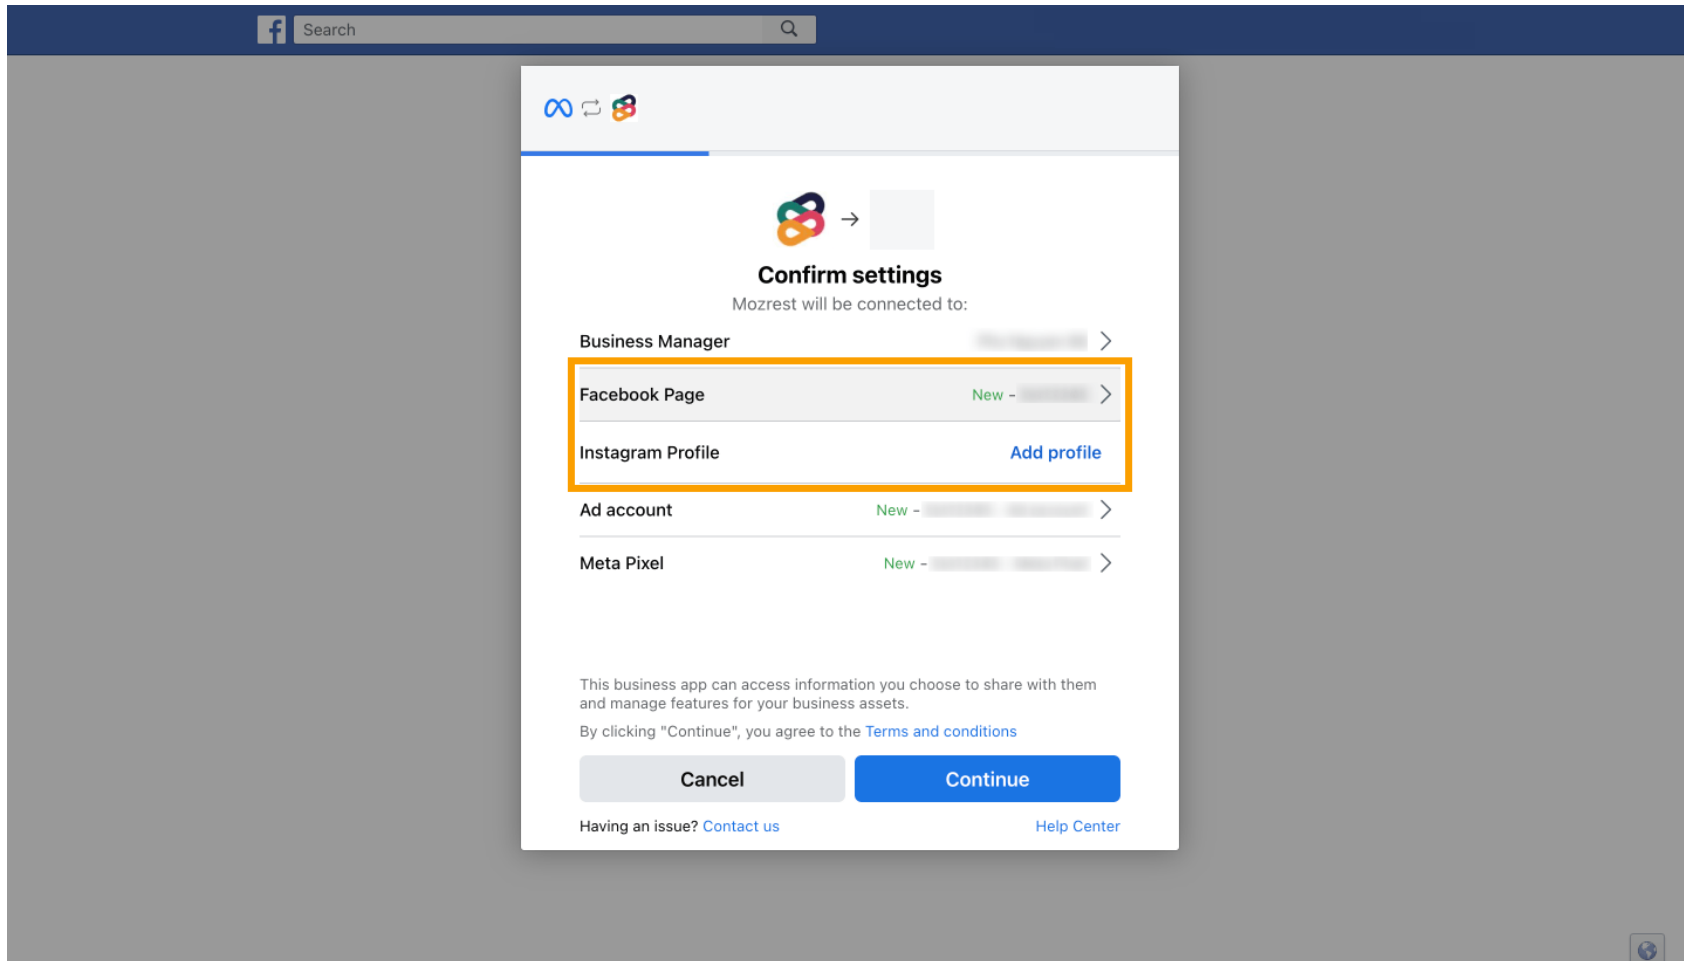 Search
Confirm settings
Mozrest will be connected to:
Business Manager
Facebook Page New -
Instagram Profile Add profile
Ad account New -
Meta Pixel New -
This business app can access information you choose to share with them
and manage features for your business assets.
By clicking "Continue", you agree to the Terms and conditions
Cancel Continue
Having an issue? Contact us Help Center